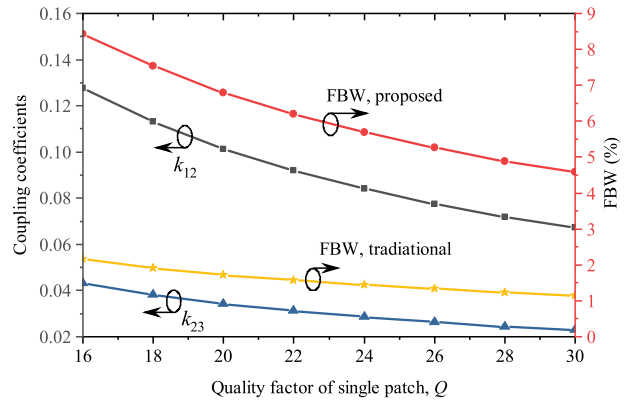 0.16
0.14
0.12
0.10
0.08
0.06
0.04
0.02
Coupling coefficients
9
8
7
6
5
4
3
2
1
0
FBW (%)
FBW, proposed
k12
FBW, tradiational
k23
16 18 20 22 24 26 28 30
Quality factor of single patch, Q